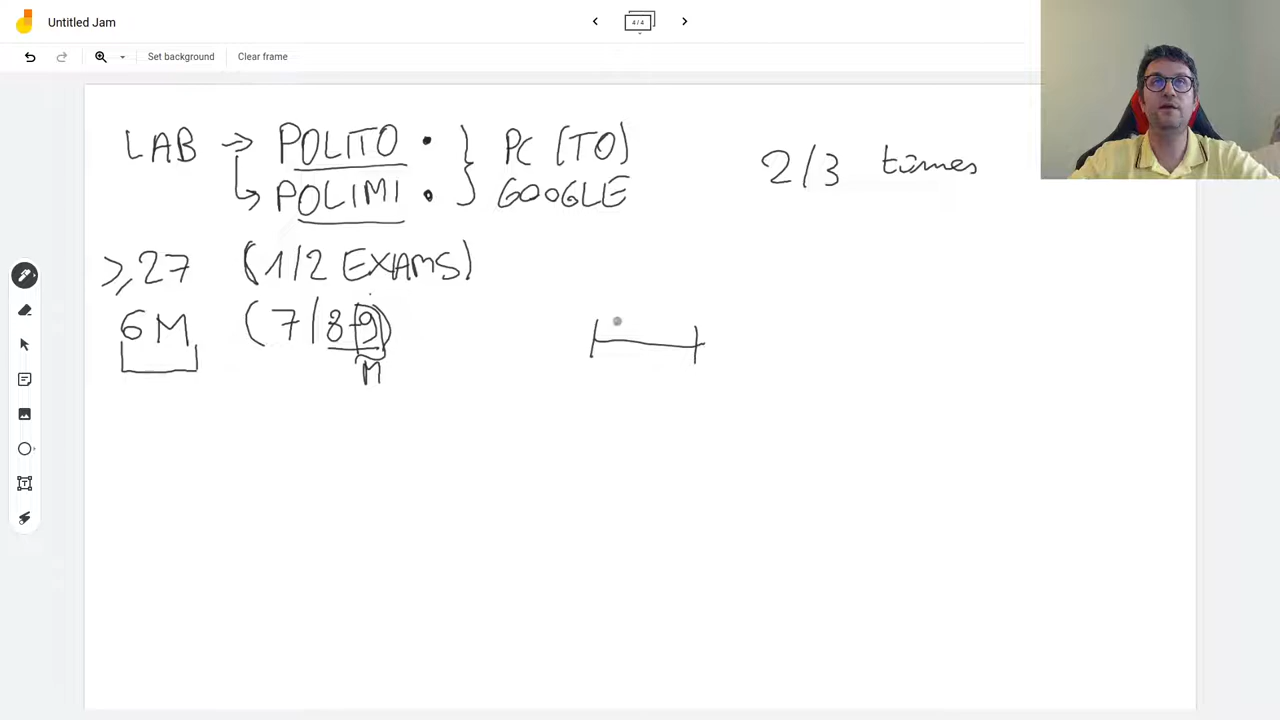 Untitled Jam
4 / 4
Set background
Clear frame
LAB → POLITO • } PC (TO)
↳ POLIMI • GOOGLE
2/3 times
≥27 (1/2 EXAMS)
6M (7/8-9)
M